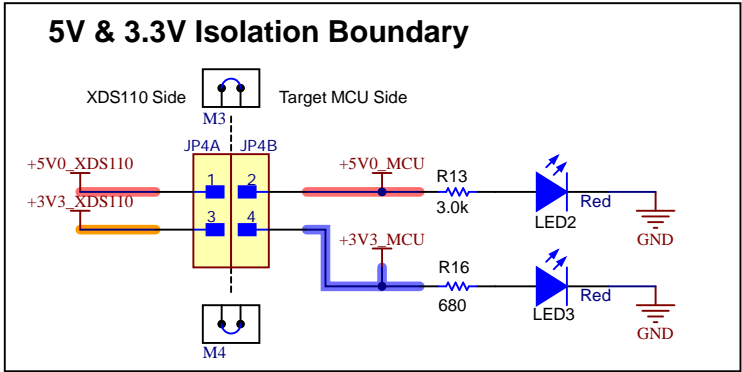 5V & 3.3V Isolation Boundary
XDS110 Side
Target MCU Side
M3
JP4A
JP4B
+5V0_XDS110
+5V0_MCU
1
2
R13
3.0k
LED2
Red
GND
+3V3_XDS110
3
4
+3V3_MCU
R16
680
LED3
Red
GND
M4